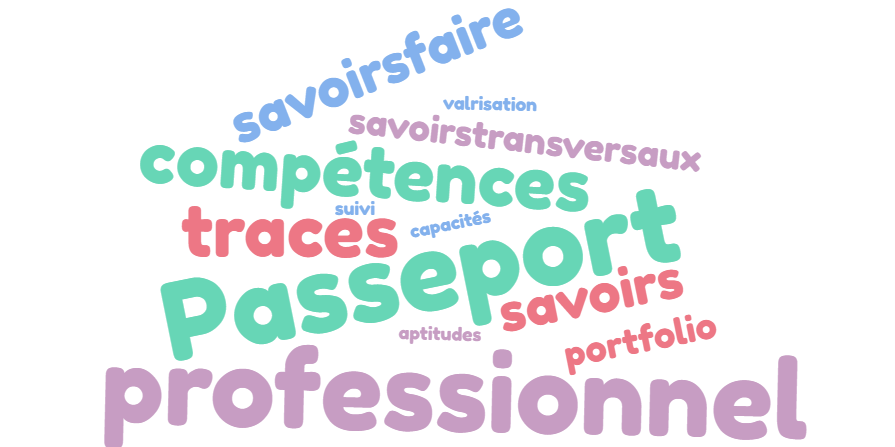 savoirsfaire
valrisation
savoirstransversaux
compétences
suivi
capacités
traces
Passeport
savoirs
aptitudes
portfolio
professionnel